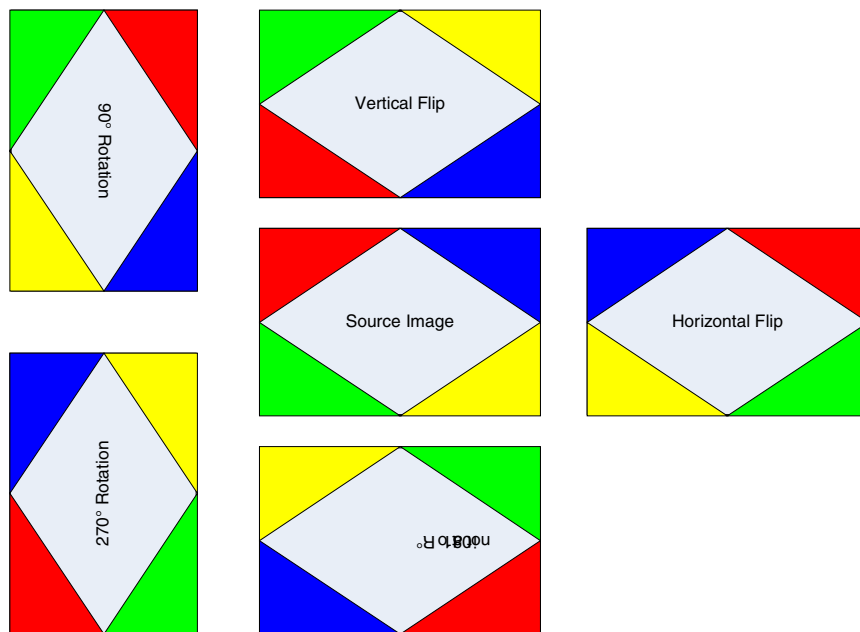 90° Rotation
Vertical Flip
Source Image
Horizontal Flip
270° Rotation